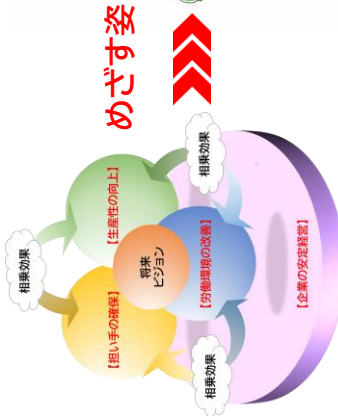 めざす姿
相乗効果
【担い手の確保】
【生産性の向上】
将来
ビジョン
【労働環境の改善】
相乗効果
相乗効果
【企業の安定経営】